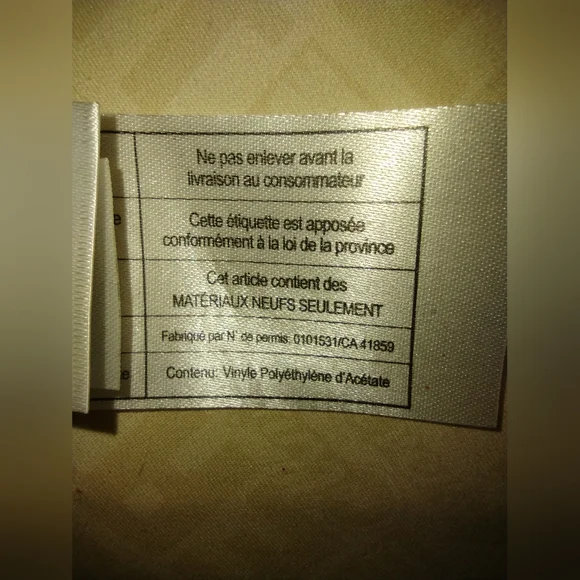 Ne pas enlever avant la
livraison au consommateur
e
Cette étiquette est apposée
conformément à la loi de la province
Cet article contient des
MATÉRIAUX NEUFS SEULEMENT
Fabriqué par N° de permis: 0101531/CA 41859
e
Contenu: Vinyle Polyéthylène d'Acétate